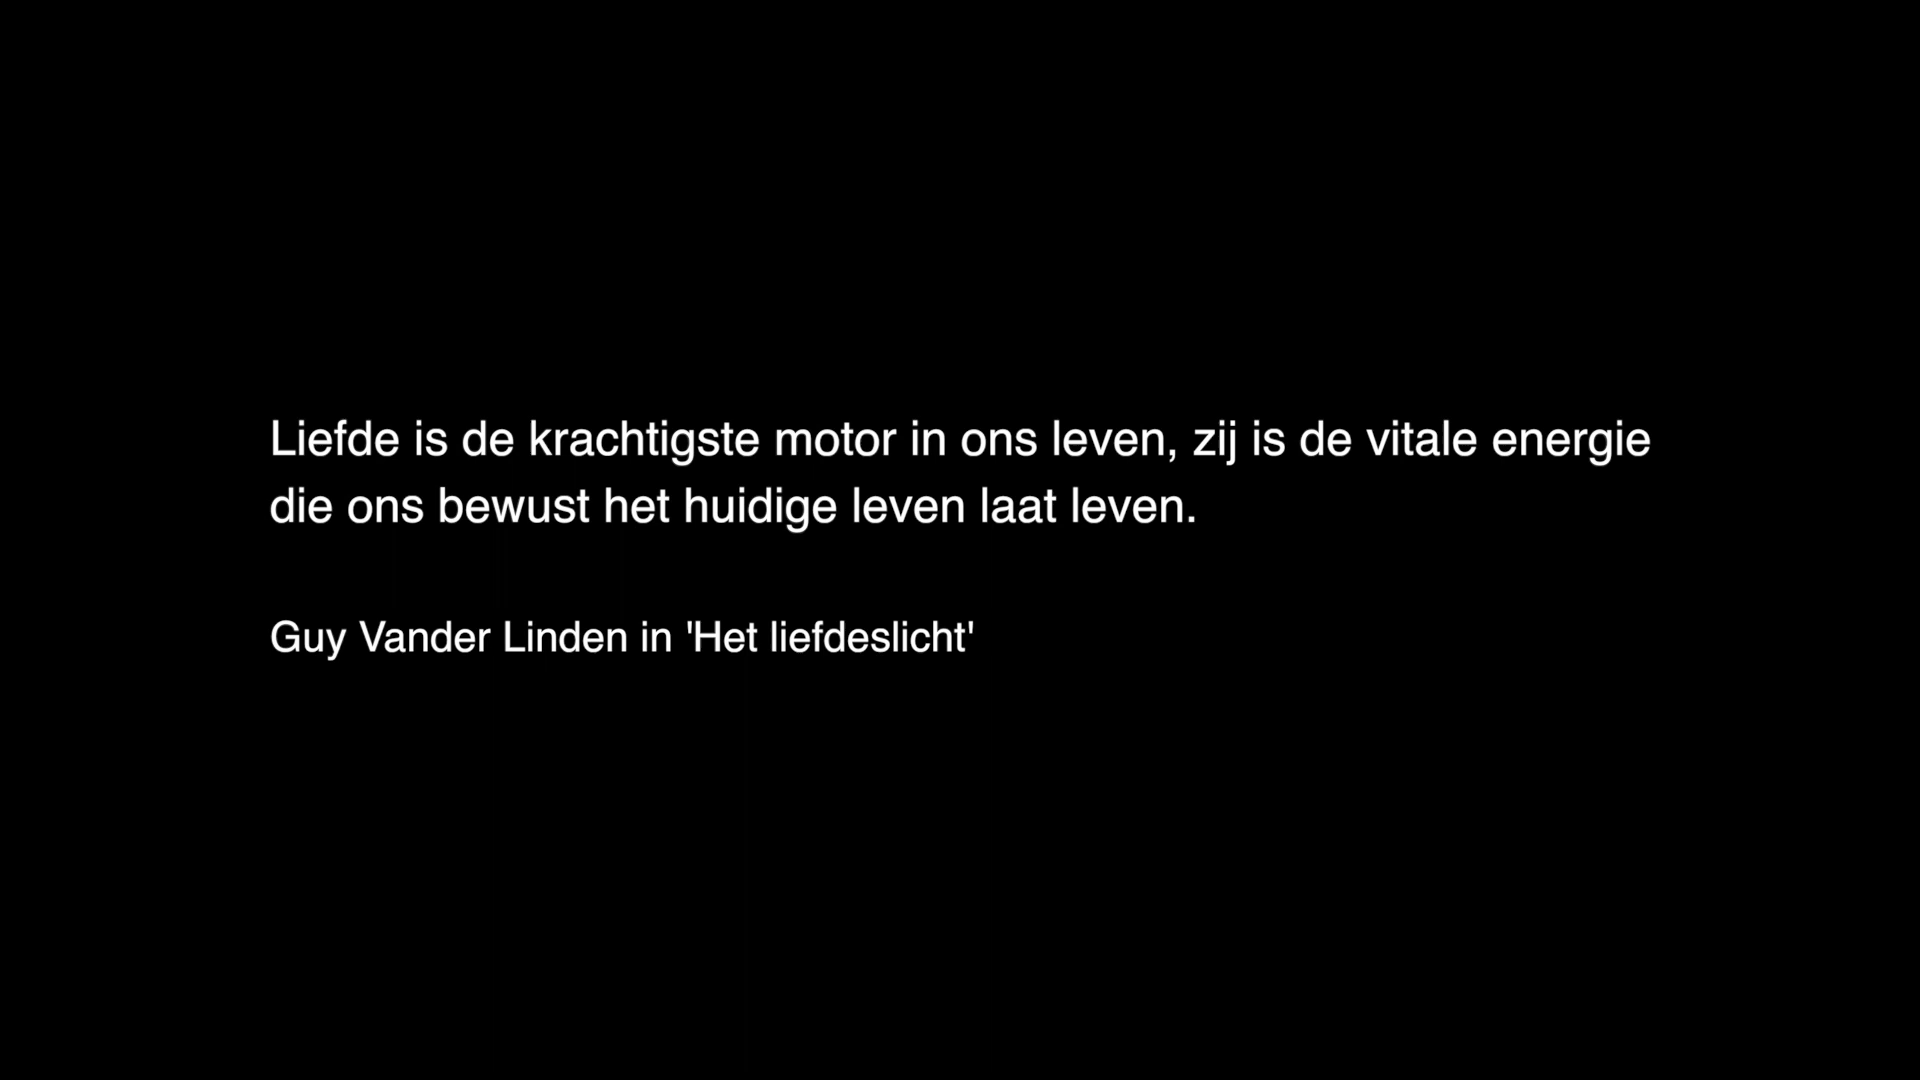 Liefde is de krachtigste motor in ons leven, zij is de vitale energie
die ons bewust het huidige leven laat leven.
Guy Vander Linden in 'Het liefdeslicht'